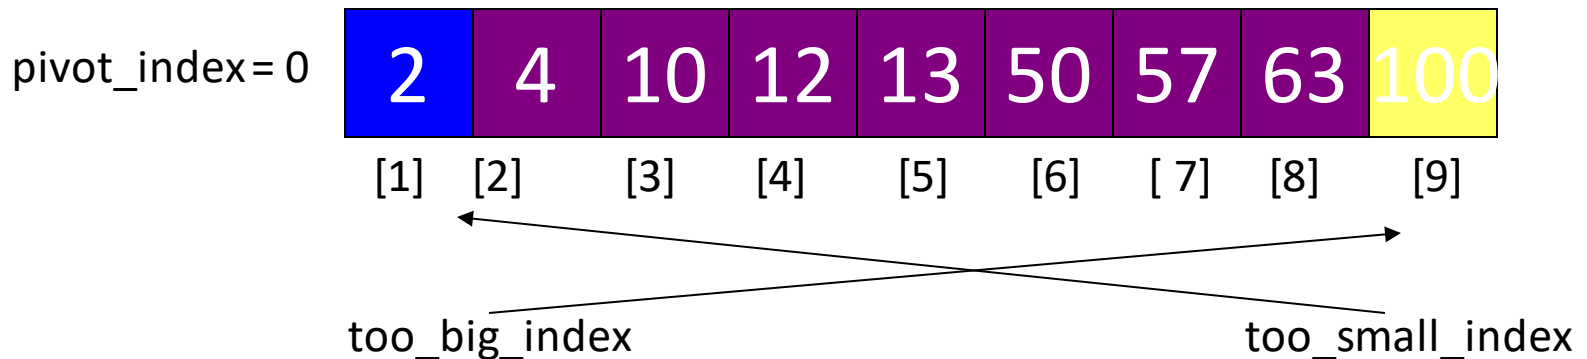 pivot_index = 0 2 4 10 12 13 50 57 63 100
[1] [2] [3] [4] [5] [6] [ 7] [8] [9]
too_big_index too_small_index